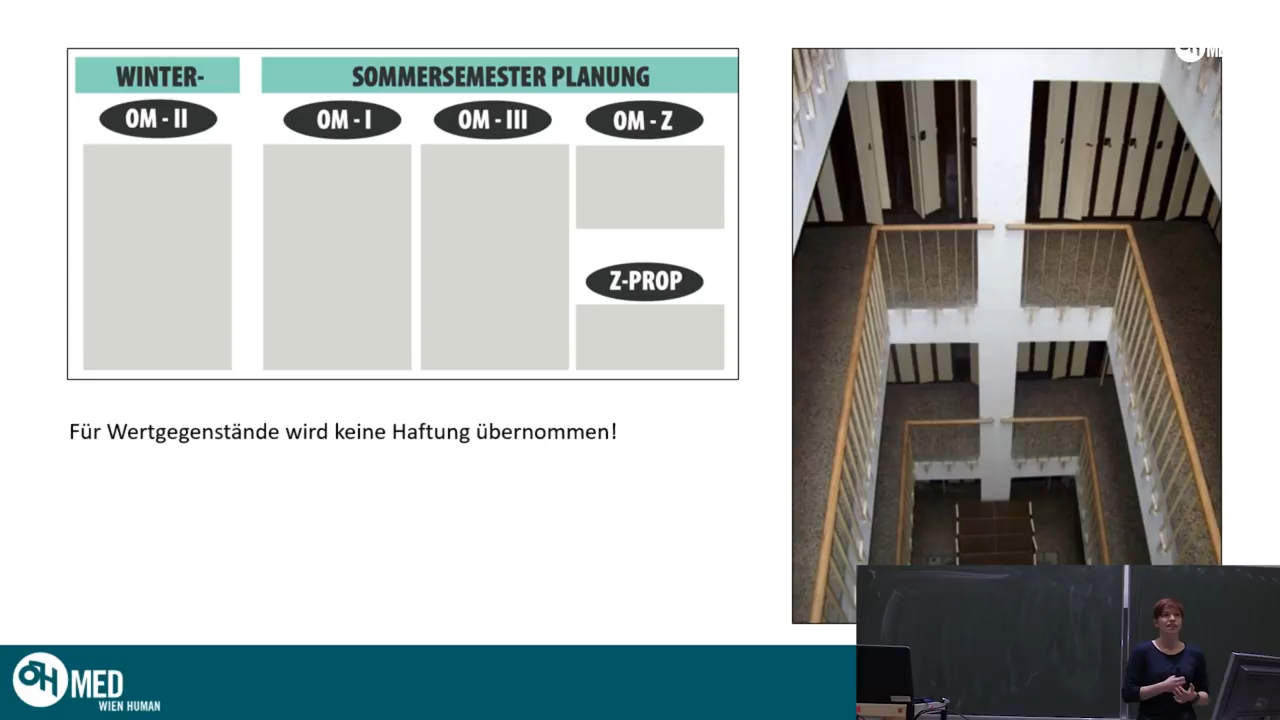 WINTER-
SOMMERSEMESTER PLANUNG
OM - II
OM - I
OM - III
OM - Z
Z-PROP
Für Wertgegenstände wird keine Haftung übernommen!
ÖH MED
WIEN HUMAN